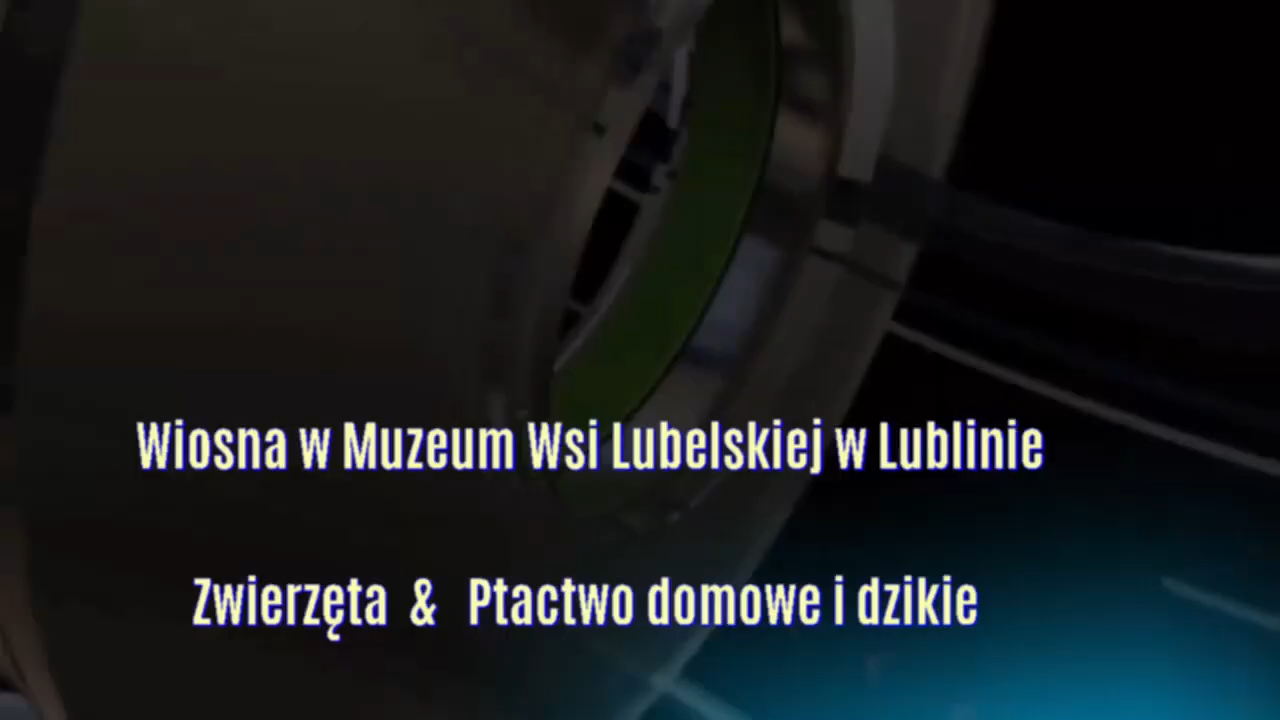 Wiosna w Muzeum Wsi Lubelskiej w Lublinie
Zwierzęta & Ptactwo domowe i dzikie